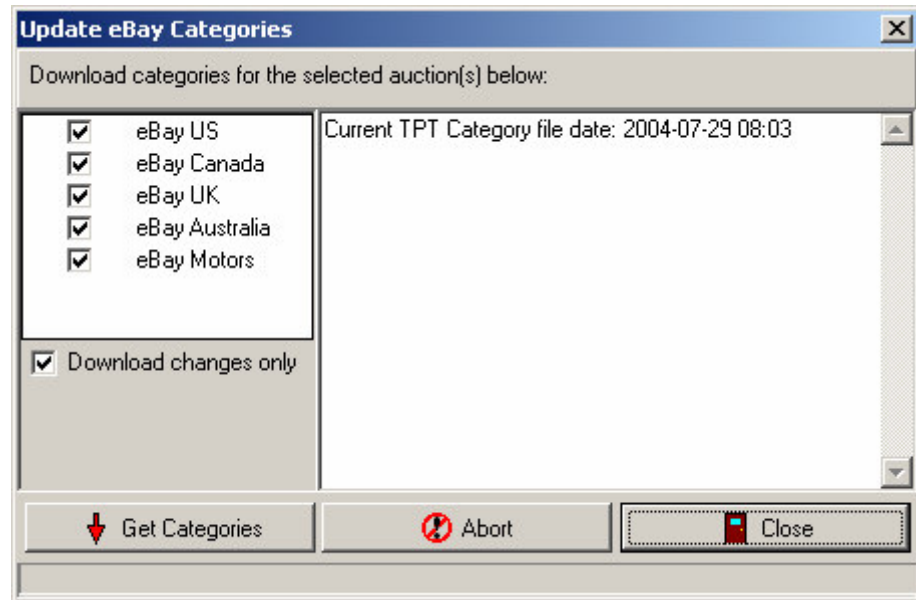 Update eBay Categories
Download categories for the selected auction(s) below:
eBay US
eBay Canada
eBay UK
eBay Australia
eBay Motors
Download changes only
Current TPT Category file date: 2004-07-29 08:03
Get Categories
Abort
Close